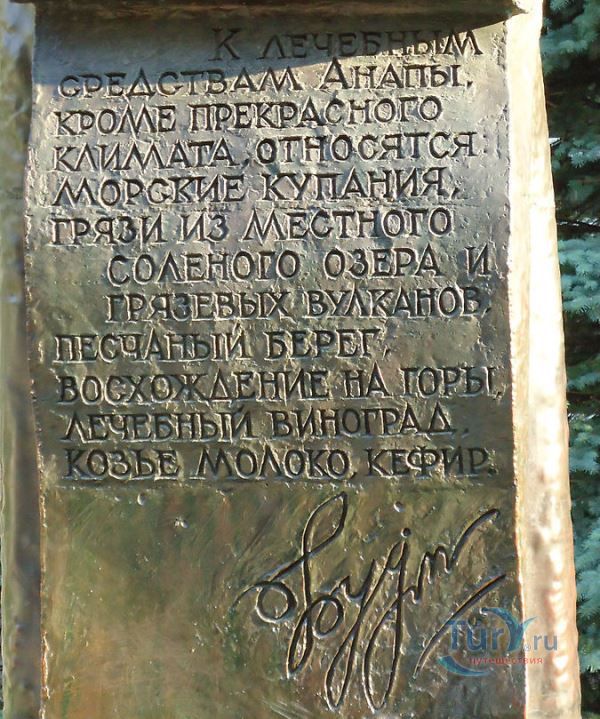 К ЛЕЧЕБНЫМ
СРЕДСТВАМ АНАПЫ,
КРОМЕ ПРЕКРАСНОГО
КЛИМАТА, ОТНОСЯТСЯ
МОРСКИЕ КУПАНИЯ,
ГРЯЗИ ИЗ МЕСТНОГО
СОЛЕНОГО ОЗЕРА И
ГРЯЗЕВЫХ ВУЛКАНОВ,
ПЕСЧАНЫЙ БЕРЕГ,
ВОСХОЖДЕНИЕ НА ГОРЫ,
ЛЕЧЕБНЫЙ ВИНОГРАД,
КОЗЬЕ МОЛОКО, КЕФИР.
Tury.ru
путешествия